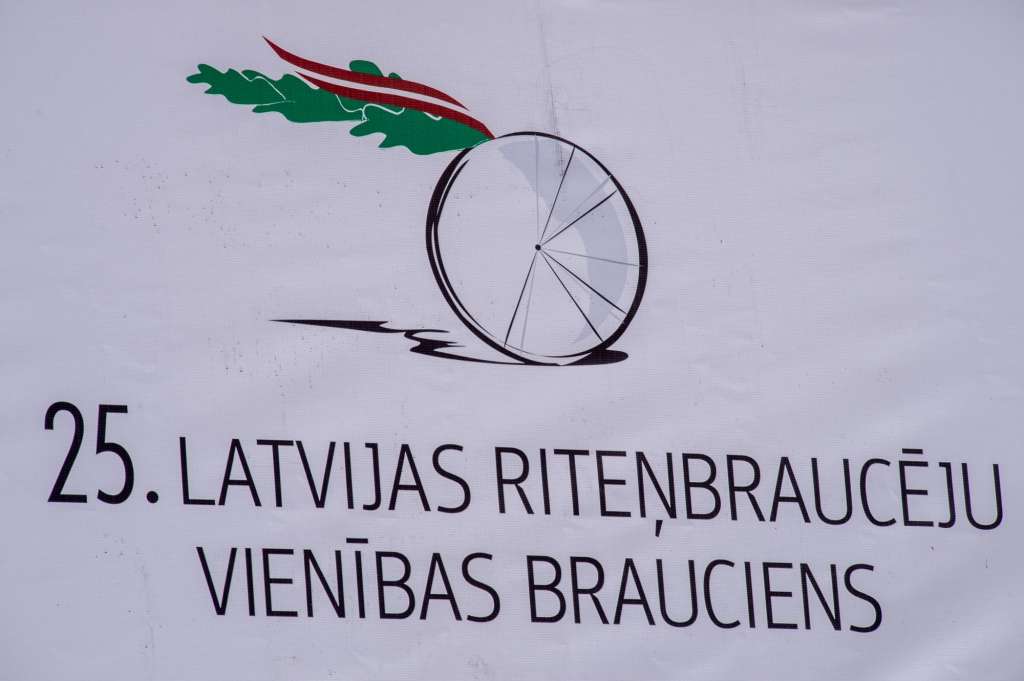 25. LATVIJAS RITEŅBRAUCĒJU
VIENĪBAS BRAUCIENS